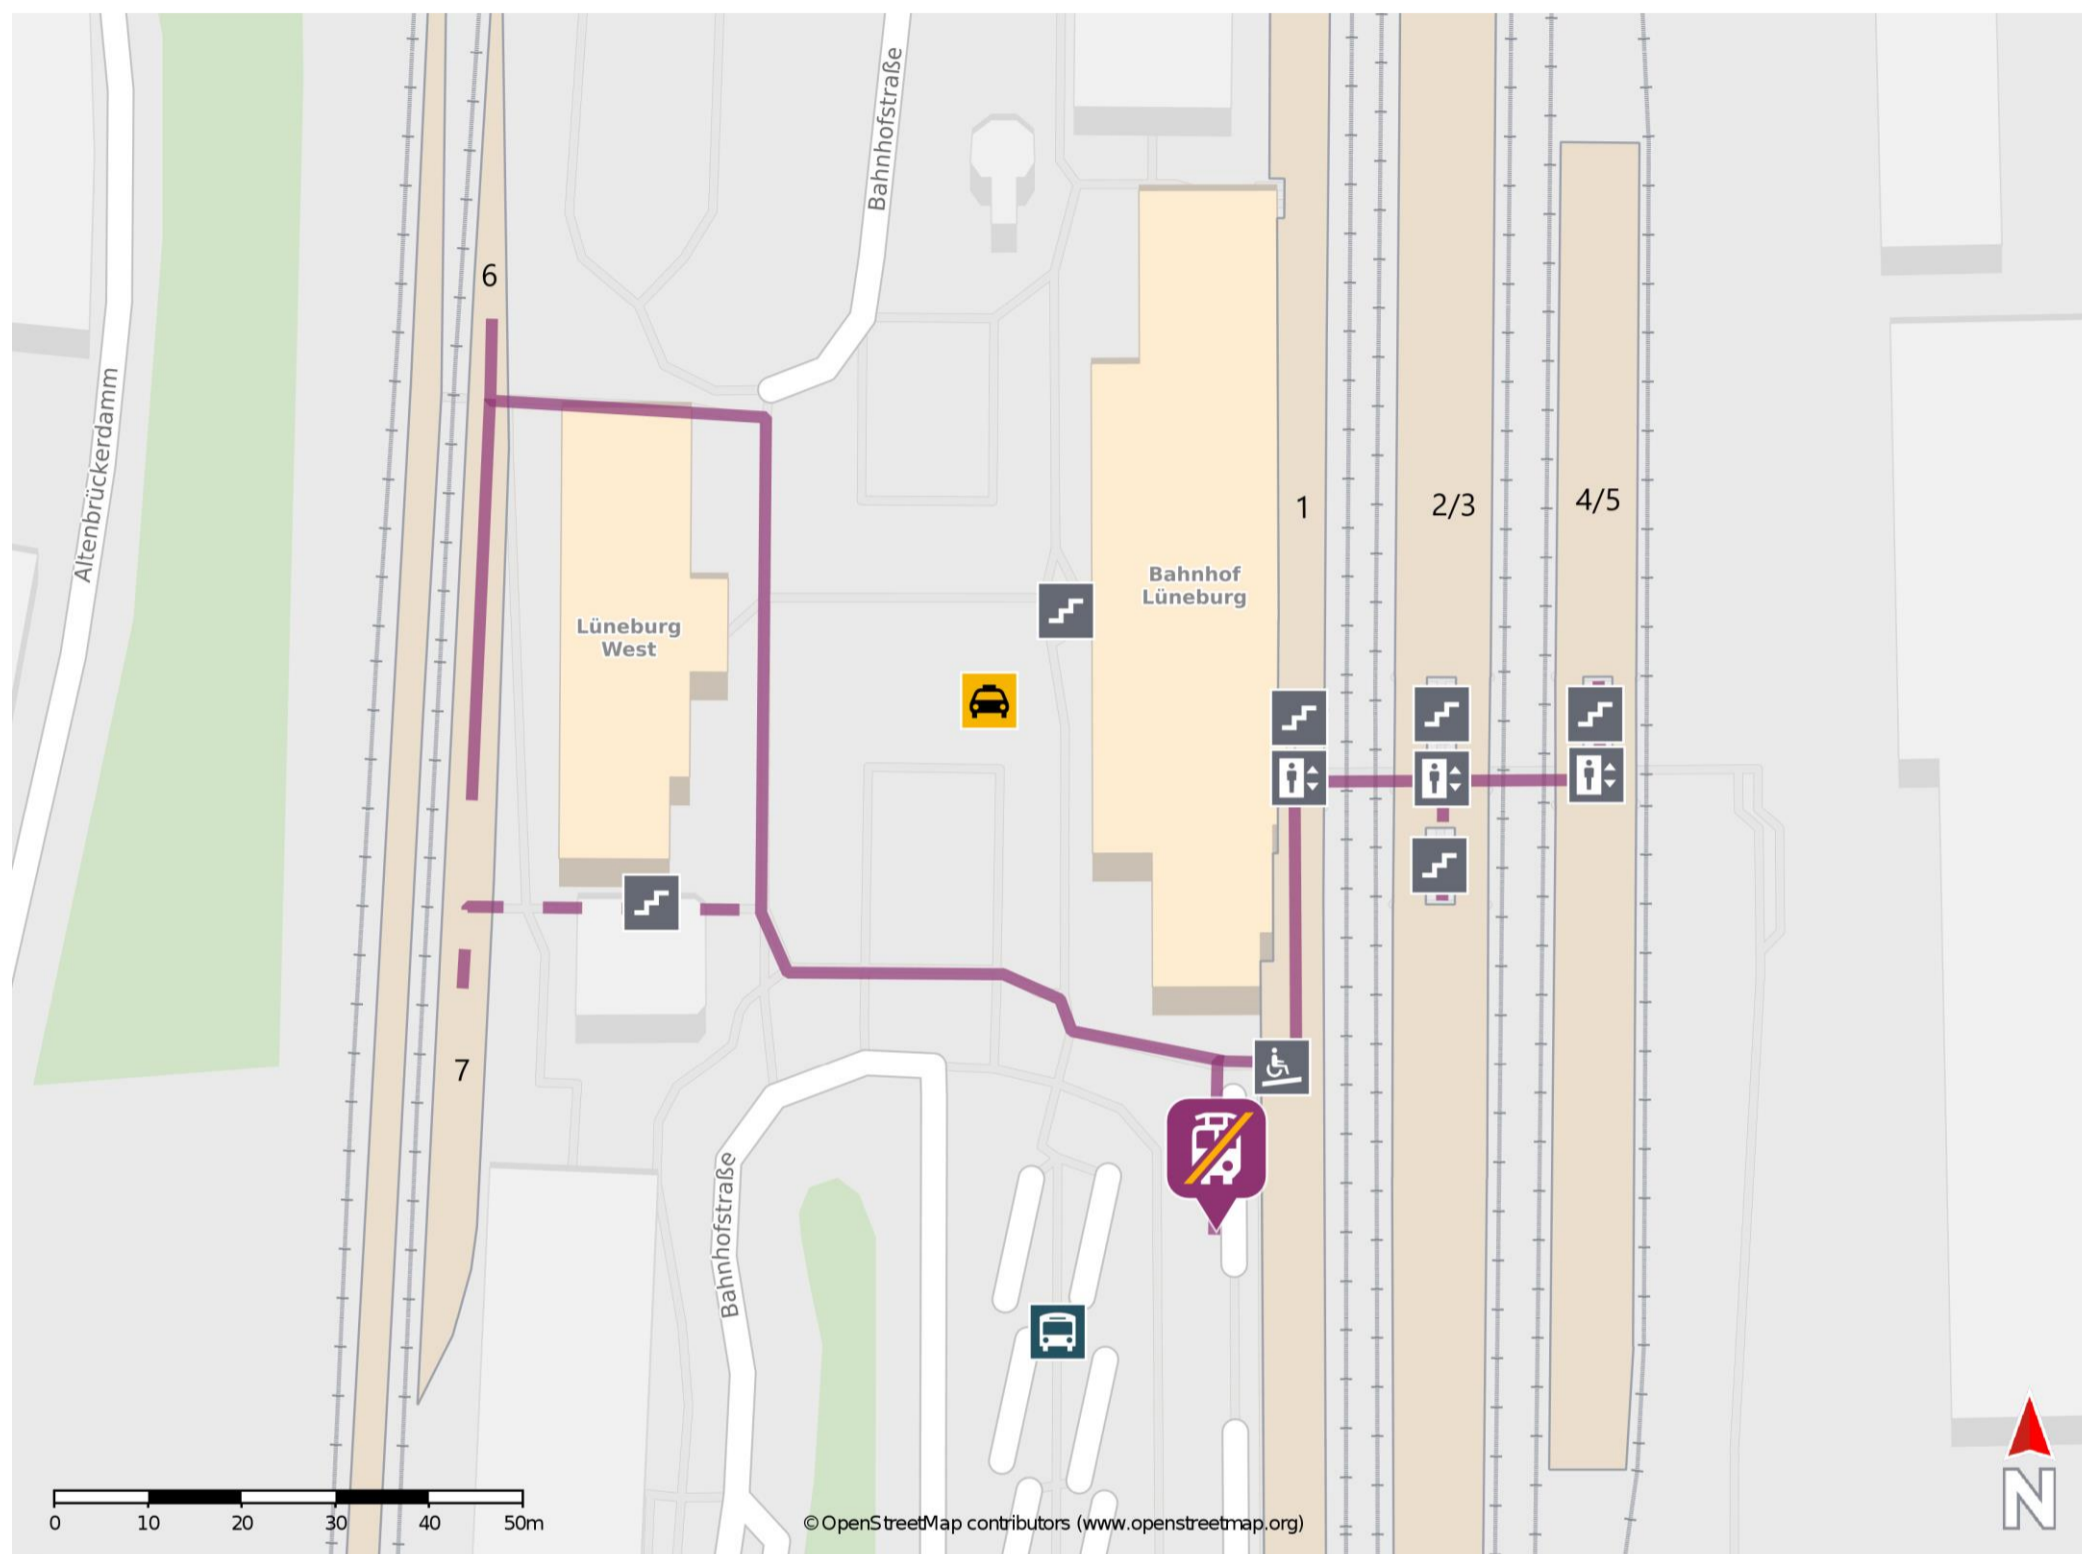 Bahnhofstraße
6
Altenbrückerdamm
1
2/3
4/5
Bahnhof
Lüneburg
Lüneburg
West
7
Bahnhofstraße
0 10 20 30 40 50m
© OpenStreetMap contributors (www.openstreetmap.org)
N